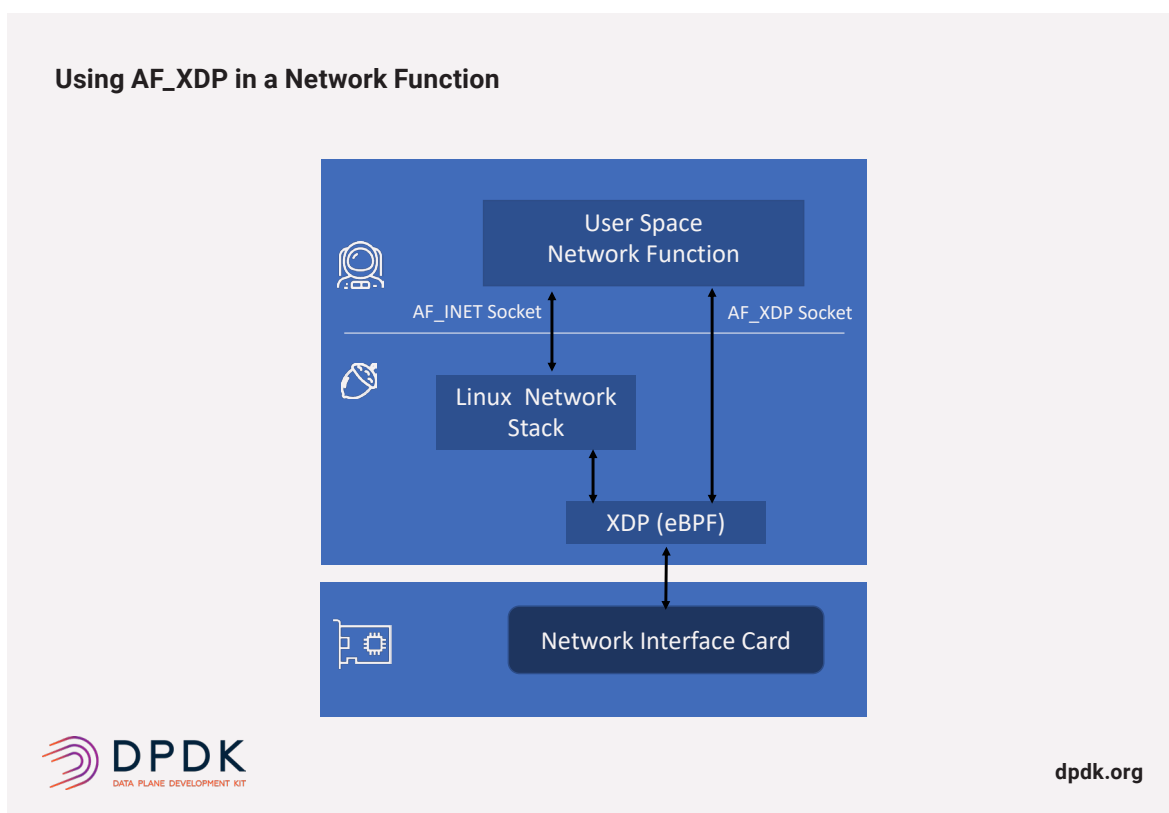 Using AF_XDP in a Network Function
User Space
Network Function
AF_INET Socket
AF_XDP Socket
Linux Network
Stack
XDP (eBPF)
Network Interface Card
DPDK
DATA PLANE DEVELOPMENT KIT
dpdk.org